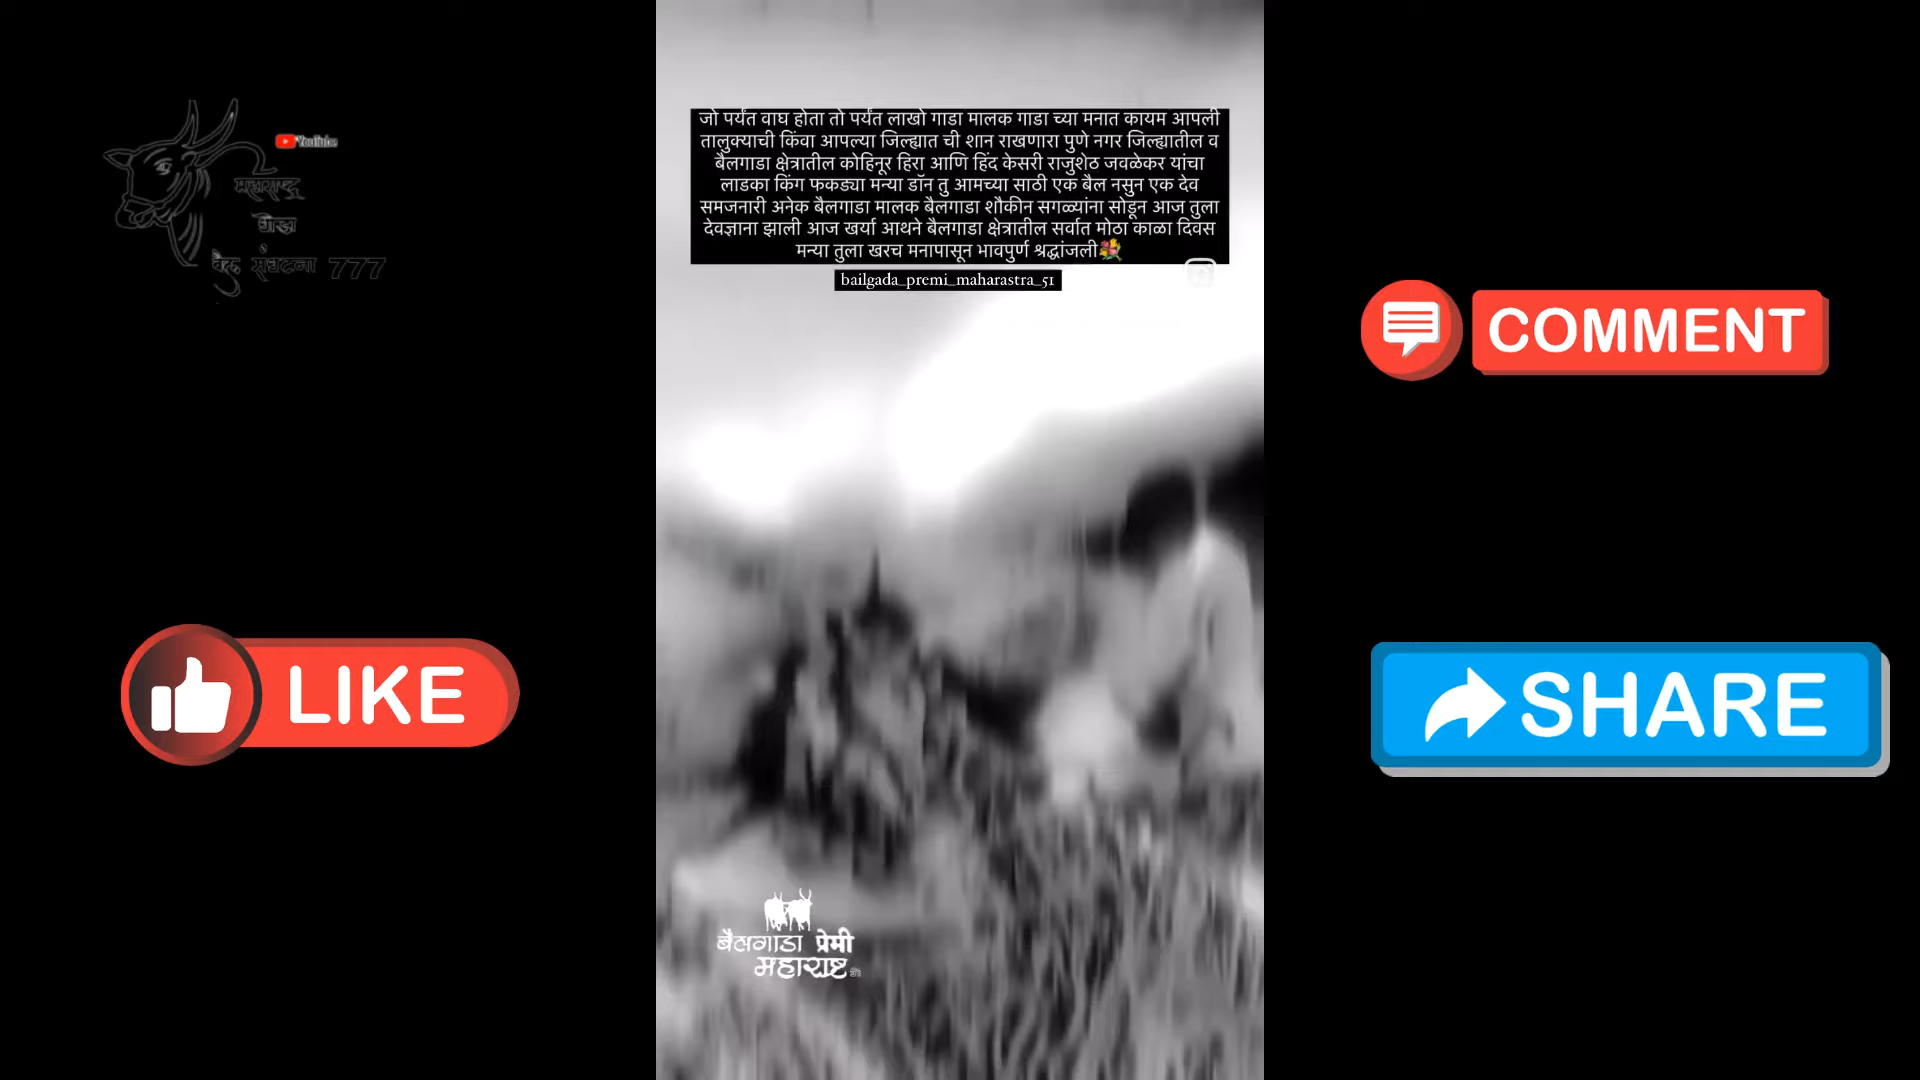 YouTube
महाराष्ट्र
गाडा
बैल संघटना 777
जो पर्यंत वाघ होता तो पर्यंत लाखो गाडा मालक गाडा च्या मनात कायम आपली
तालुक्याची किंवा आपल्या जिल्ह्यात ची शान राखणारा पुणे नगर जिल्ह्यातील व
बैलगाडा क्षेत्रातील कोहिनूर हिरा आणि हिंद केसरी राजुशेठ जवळेकर यांचा
लाडका किंग फकड्या मन्या डॉन तु आमच्या साठी एक बैल नसुन एक देव
समजनारी अनेक बैलगाडा मालक बैलगाडा शौकीन सगळ्यांना सोडून आज तुला
देवज्ञाना झाली आज खर्या आथने बैलगाडा क्षेत्रातील सर्वात मोठा काळा दिवस
मन्या तुला खरच मनापासून भावपुर्ण श्रद्धांजली💐
bailgada_premi_maharastra_51
COMMENT
LIKE
SHARE
बैलगाडा प्रेमी
महाराष्ट्र